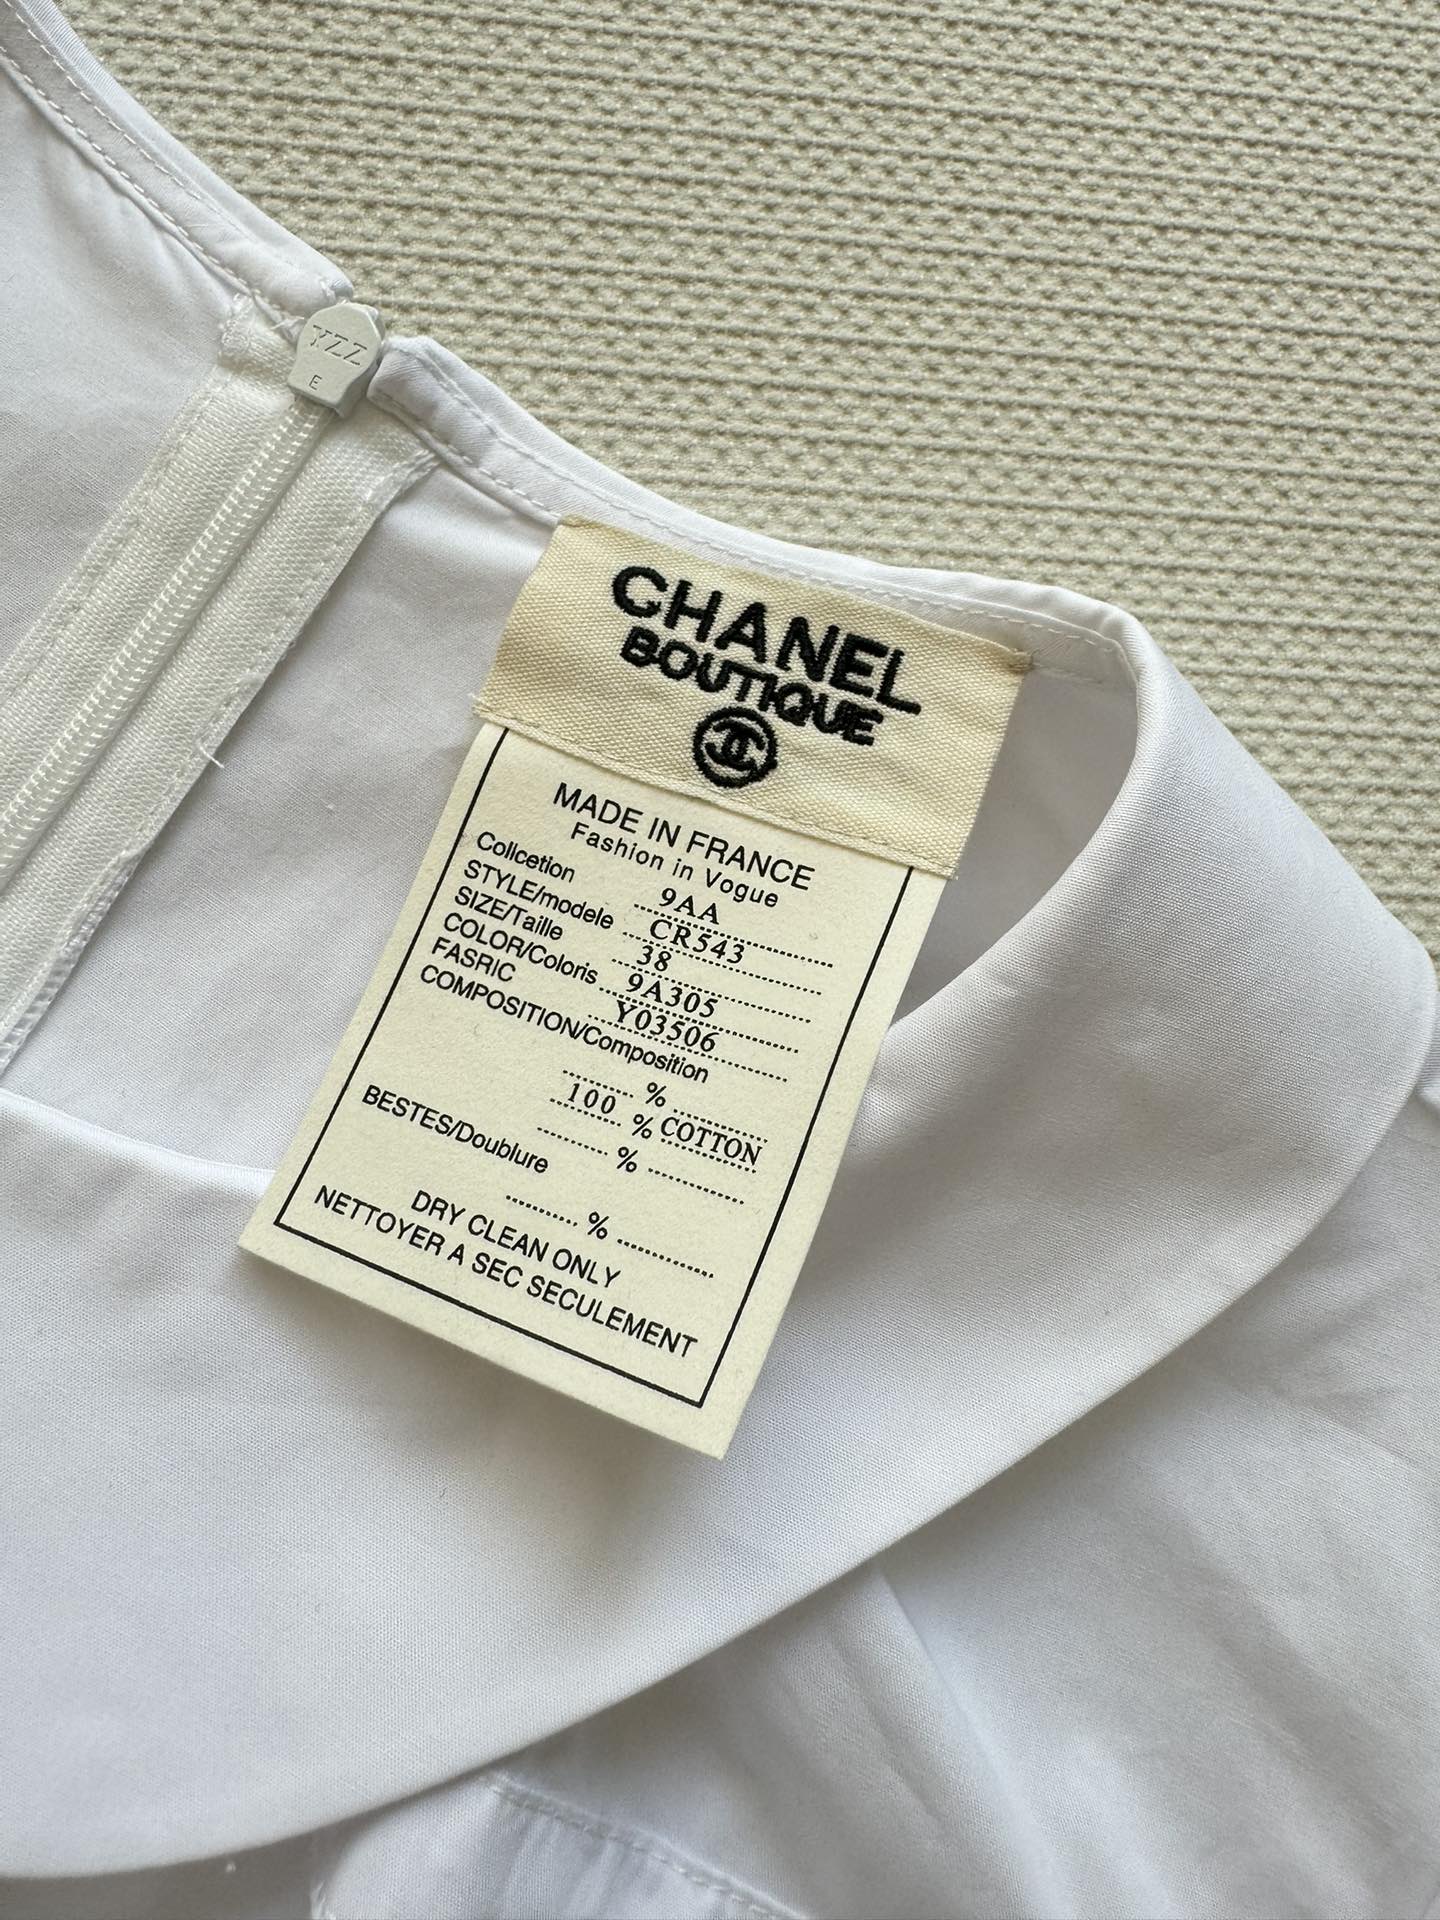 YZZ
E
CHANEL
BOUTIQUE
MADE IN FRANCE
Fashion in Vogue
Collcetion 9AA
STYLE/modele CR543
SIZE/Taille 38
COLOR/Coloris 9A305
FASRIC Y03506
COMPOSITION/Composition
%
100 % COTTON
%
BESTES/Doublure
%
DRY CLEAN ONLY
NETTOYER A SEC SECULEMENT